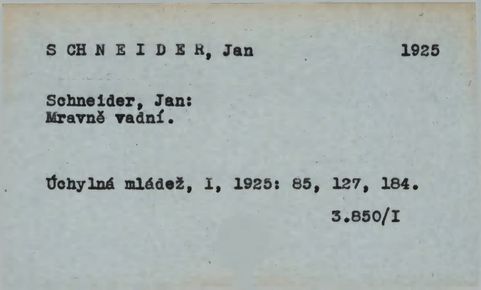 S CH N E I D E R, Jan 1925
Schneider, Jan:
Mravně vadní.
Úchylná mládež, I, 1925: 85, 127, 184.
3.850/I